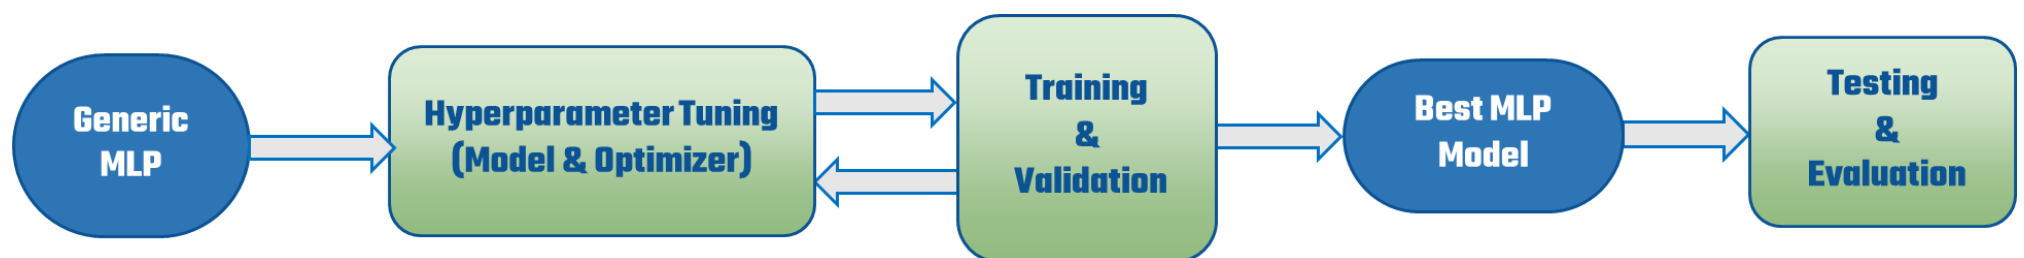 Generic
MLP
Hyperparameter Tuning
(Model & Optimizer)
Training
&
Validation
Best MLP
Model
Testing
&
Evaluation